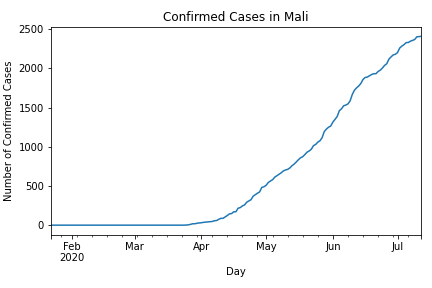 Confirmed Cases in Mali
Number of Confirmed Cases
2500
2000
1500
1000
500
0
Feb Mar Apr May Jun Jul
2020
Day